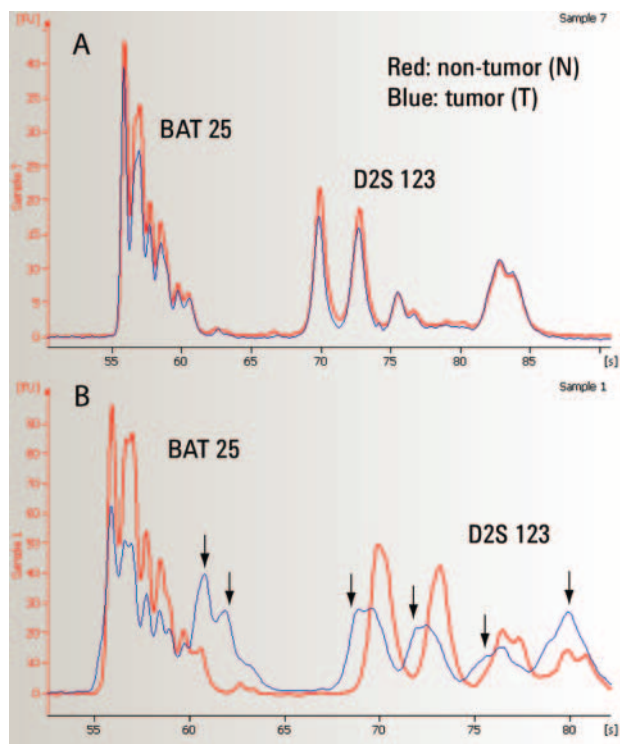 [FU]
A
Sample 7
Red: non-tumor (N)
Blue: tumor (T)
BAT 25
D2S 123
40
35
30
25
20
15
10
0
Sample 7
55 60 65 70 75 80 85 [s]
[FU]
B
Sample 1
BAT 25
D2S 123
80
70
60
50
40
30
20
10
0
Sample 1
55 60 65 70 75 80 [s]